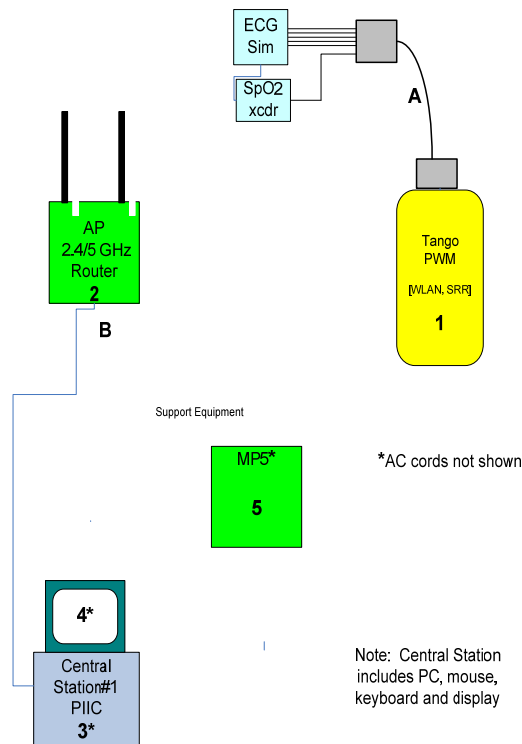 ECG
Sim
SpO2
xcdr
A
AP
2.4/5 GHz
Router
2
B
Tango
PWM
[WLAN, SRR]
1
Support Equipment
MP5*
5
*AC cords not shown
4*
Central
Station#1
PIIC
3*
Note: Central Station
includes PC, mouse,
keyboard and display